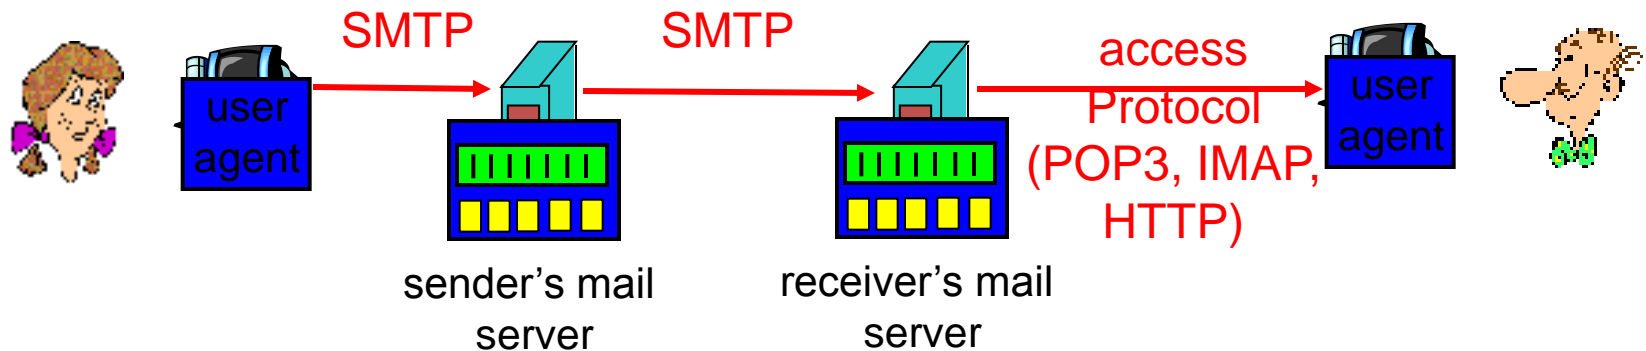 SMTP
SMTP
access
Protocol
(POP3, IMAP,
HTTP)
user
agent
user
agent
sender’s mail
server
receiver’s mail
server